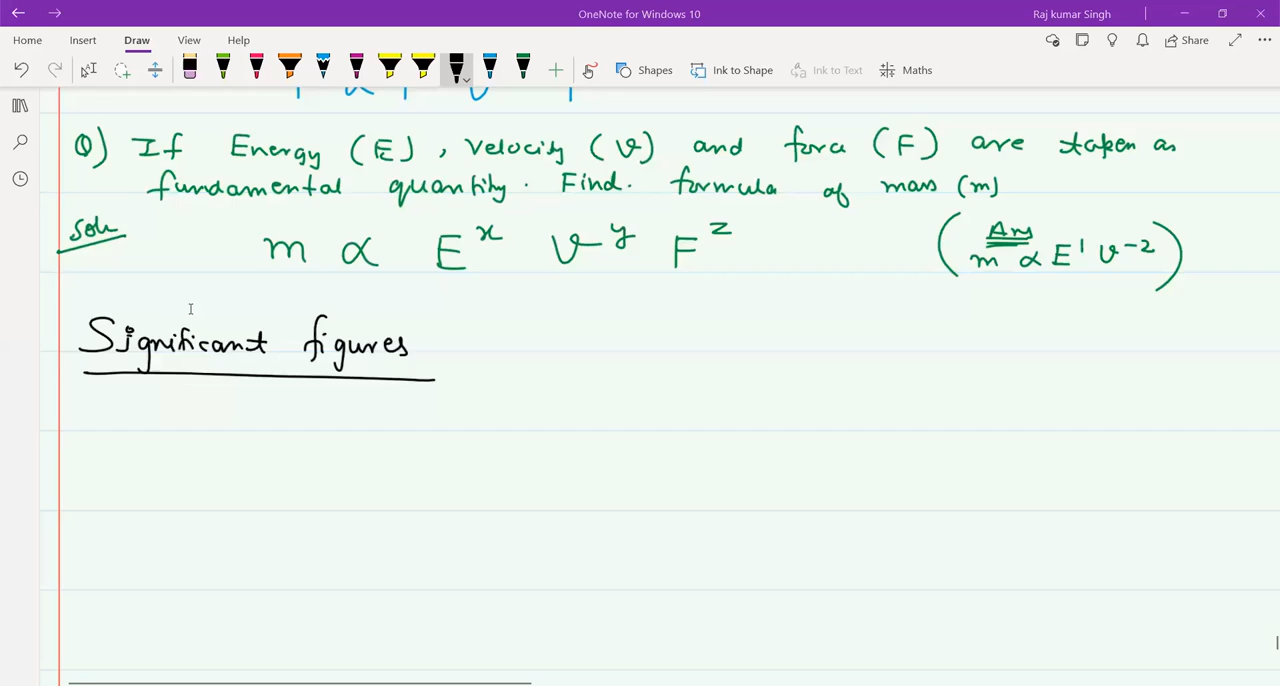 OneNote for Windows 10
Raj kumar Singh
Home Insert Draw View Help
Share
Shapes Ink to Shape Ink to Text Maths
Q) If Energy (E), velocity (v) and force (F) are taken as
fundamental quantity. Find. formula of mass (m)
Soln m ∝ E^x v^y F^z (Ans
m ∝ E^1 v^-2)
Significant figures